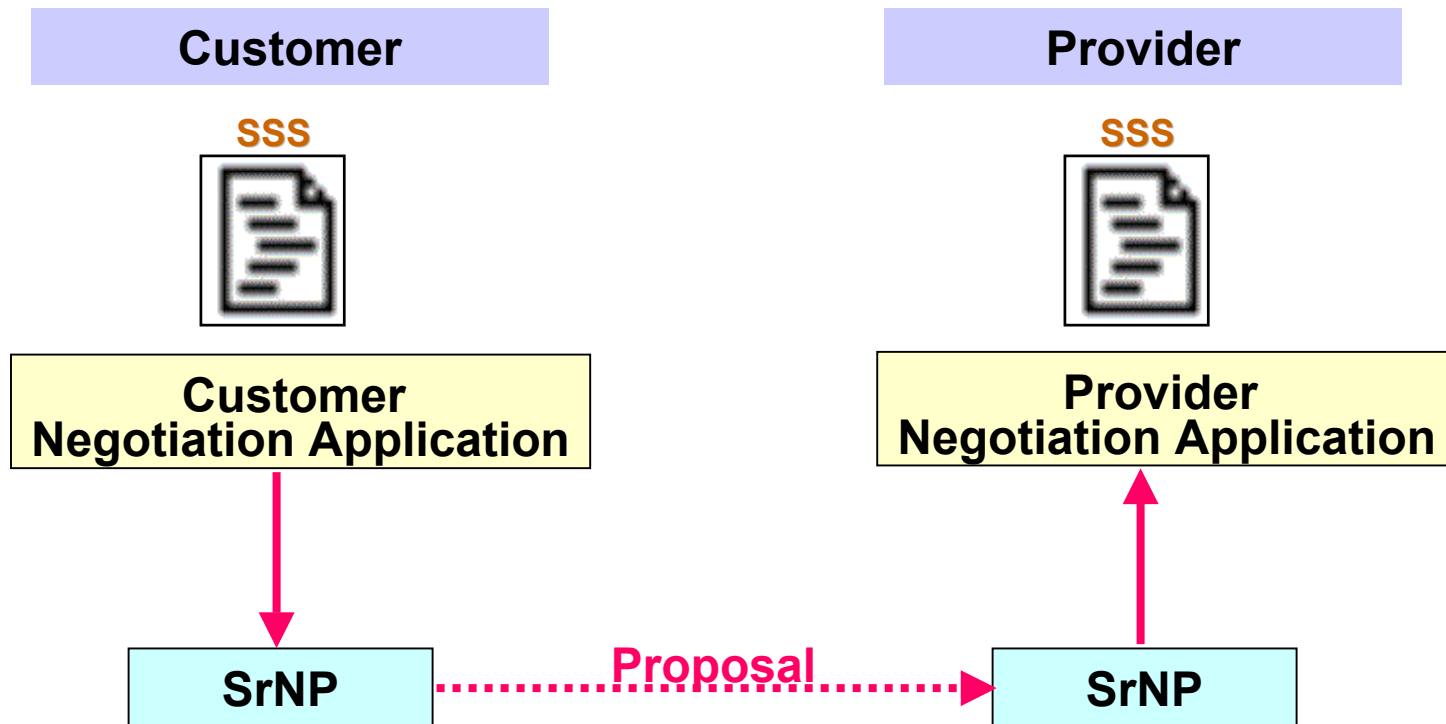 Customer
Provider
SSS
SSS
Customer
Negotiation Application
Provider
Negotiation Application
SrNP
Proposal
SrNP